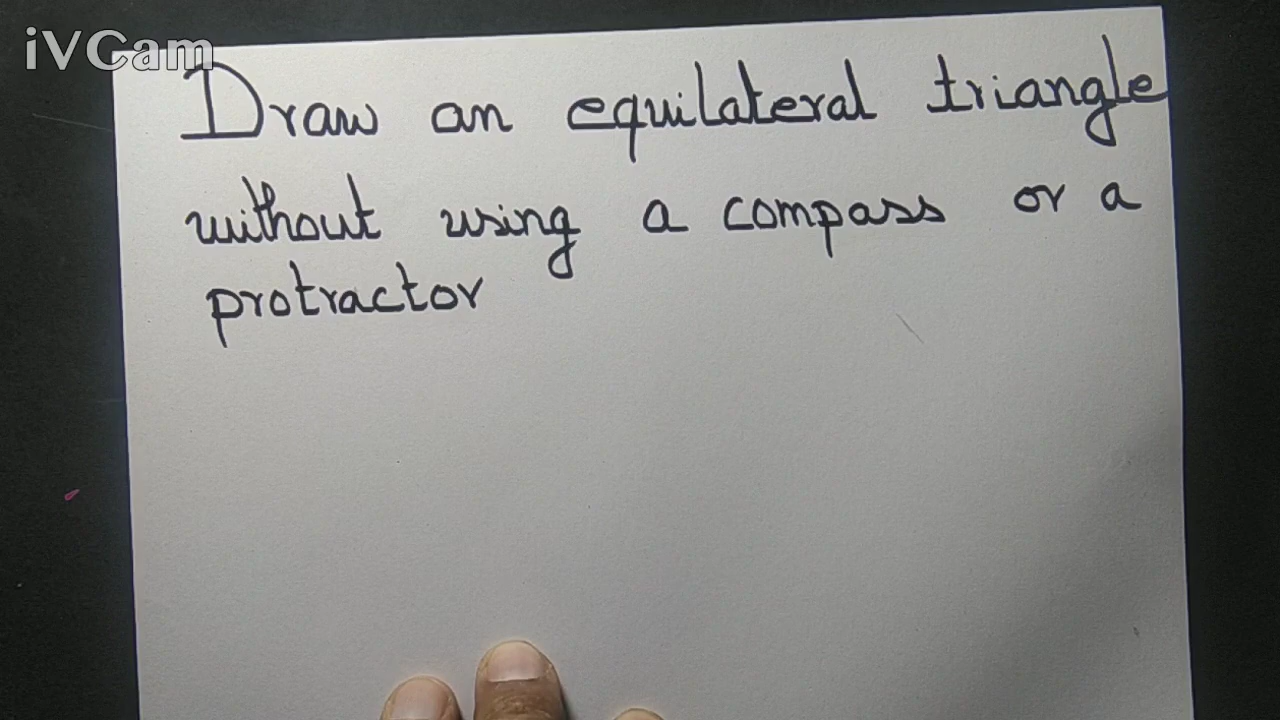 iVCam
Draw an equilateral triangle
without using a compass or a
protractor